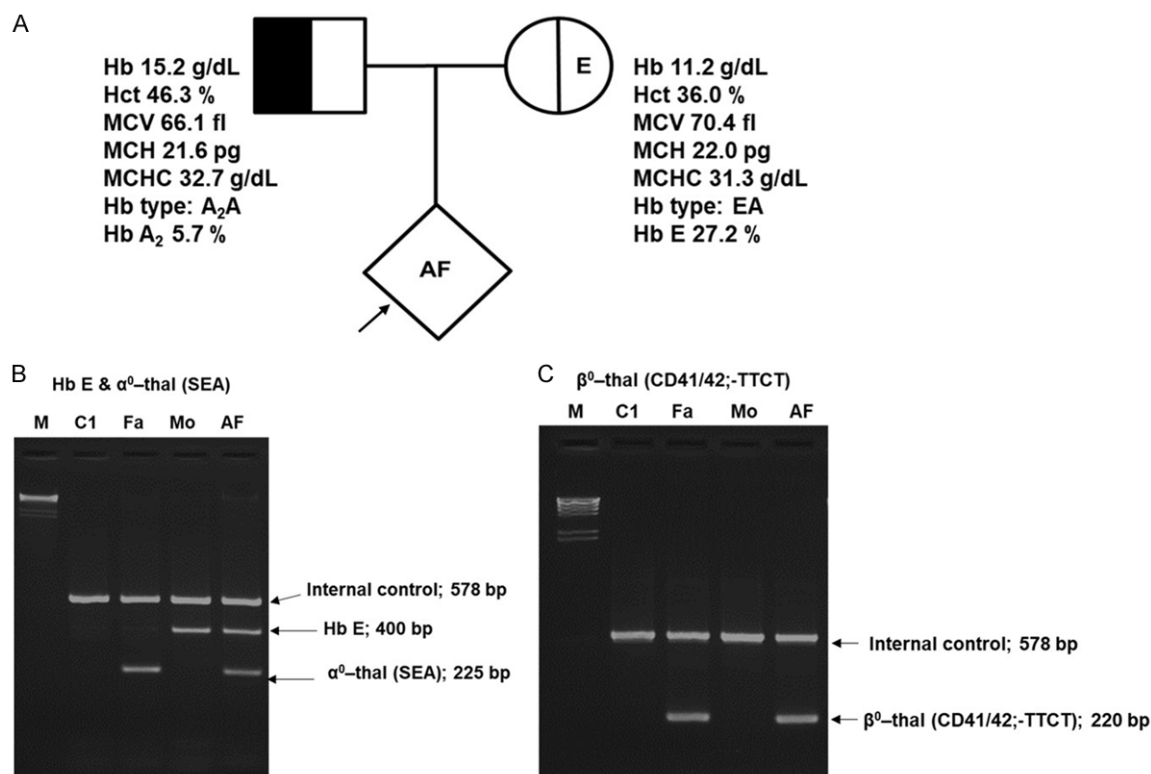 A
Hb 15.2 g/dL
Hct 46.3 %
MCV 66.1 fl
MCH 21.6 pg
MCHC 32.7 g/dL
Hb type: A₂A
Hb A₂ 5.7 %
E
Hb 11.2 g/dL
Hct 36.0 %
MCV 70.4 fl
MCH 22.0 pg
MCHC 31.3 g/dL
Hb type: EA
Hb E 27.2 %
AF
B
Hb E & α⁰–thal (SEA)
M C1 Fa Mo AF
Internal control; 578 bp
Hb E; 400 bp
α⁰–thal (SEA); 225 bp
C
β⁰–thal (CD41/42;-TTCT)
M C1 Fa Mo AF
Internal control; 578 bp
β⁰–thal (CD41/42;-TTCT); 220 bp